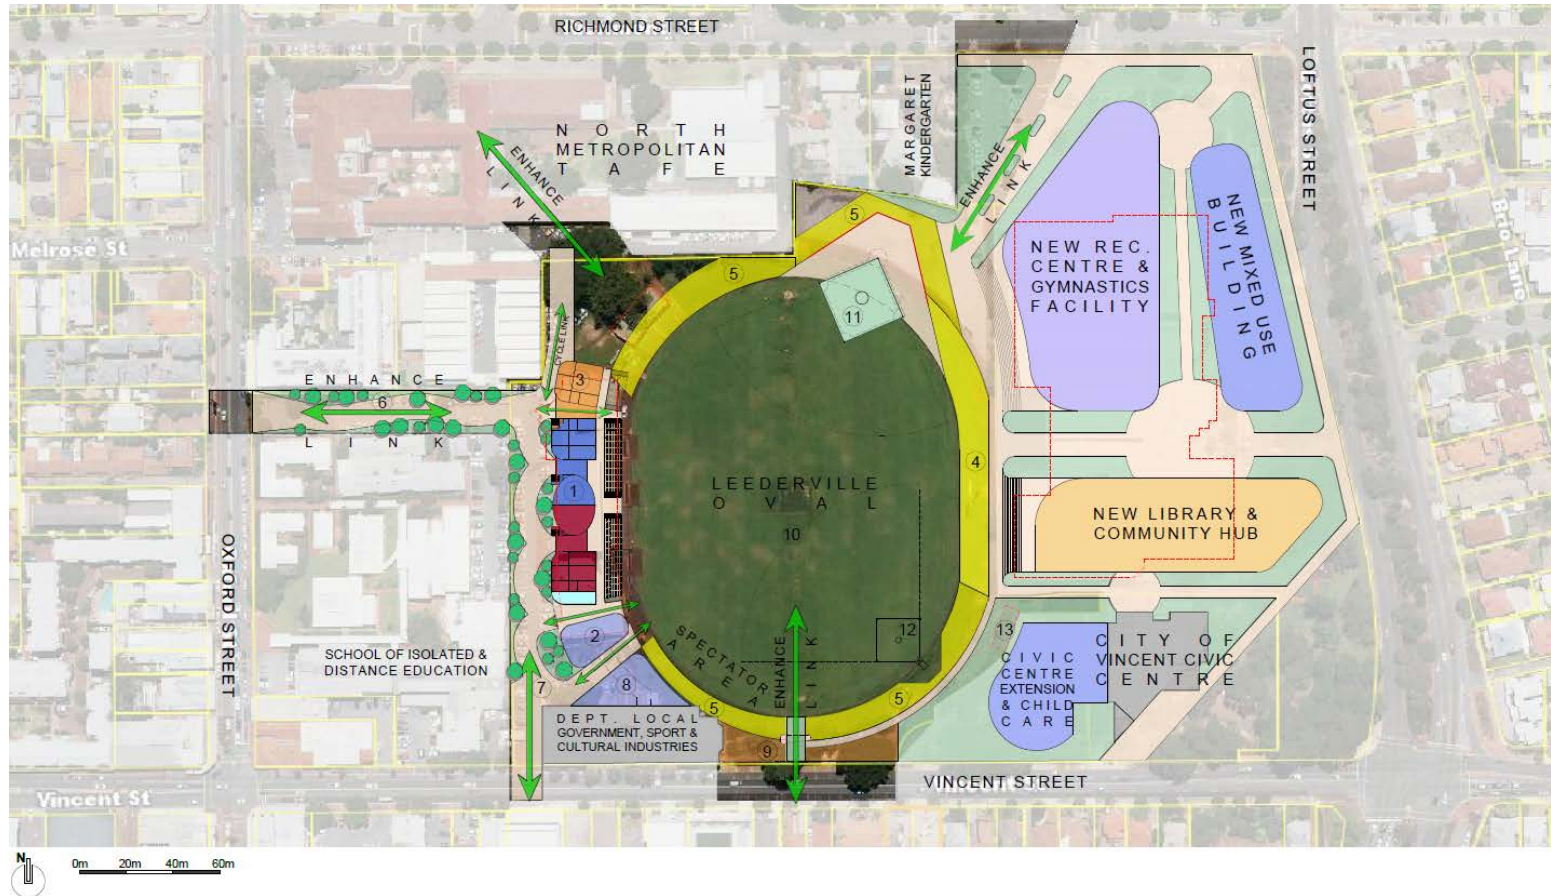 RICHMOND STREET
NORTH
METROPOLITAN
TAFE
ENHANCE
LINK
MARGARET
KINDERGARTEN
ENHANCE
LINK
LOFTUS STREET
Melrose St
Bro Lane
5
5
NEW REC.
CENTRE &
GYMNASTICS
FACILITY
NEW MIXED USE
BUILDING
11
CYCLE LINK
3
ENHANCE
6
LINK
1
LEEDERVILLE
OVAL
10
4
NEW LIBRARY &
COMMUNITY HUB
OXFORD STREET
SCHOOL OF ISOLATED &
DISTANCE EDUCATION
2
7
8
SPECTATOR
AREA
ENHANCE
LINK
12
13
CIVIC
CENTRE
EXTENSION
& CHILD
CARE
CITY OF
VINCENT CIVIC
CENTRE
5
5
DEPT. LOCAL
GOVERNMENT, SPORT &
CULTURAL INDUSTRIES
9
VINCENT STREET
Vincent St
N
0m 20m 40m 60m